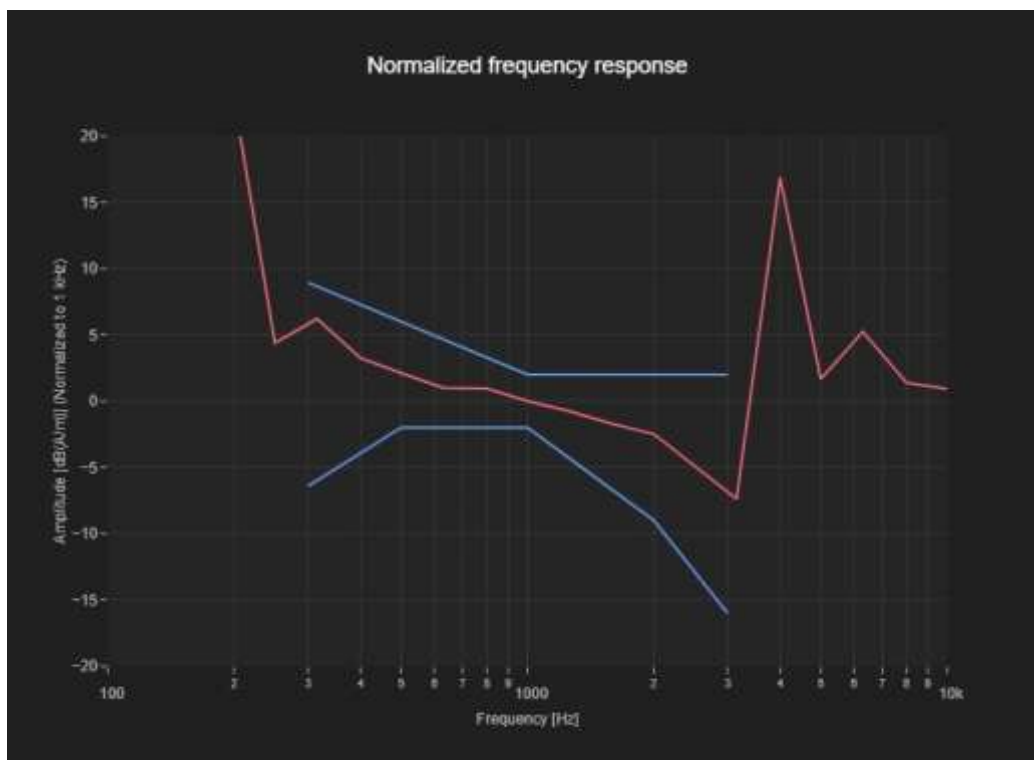 Normalized frequency response
20
15
10
5
0
−5
−10
−15
−20
Amplitude [dB(A/m)] (Normalized to 1 kHz)
100 2 3 4 5 6 7 8 9 1000 2 3 4 5 6 7 8 9 10k
Frequency [Hz]